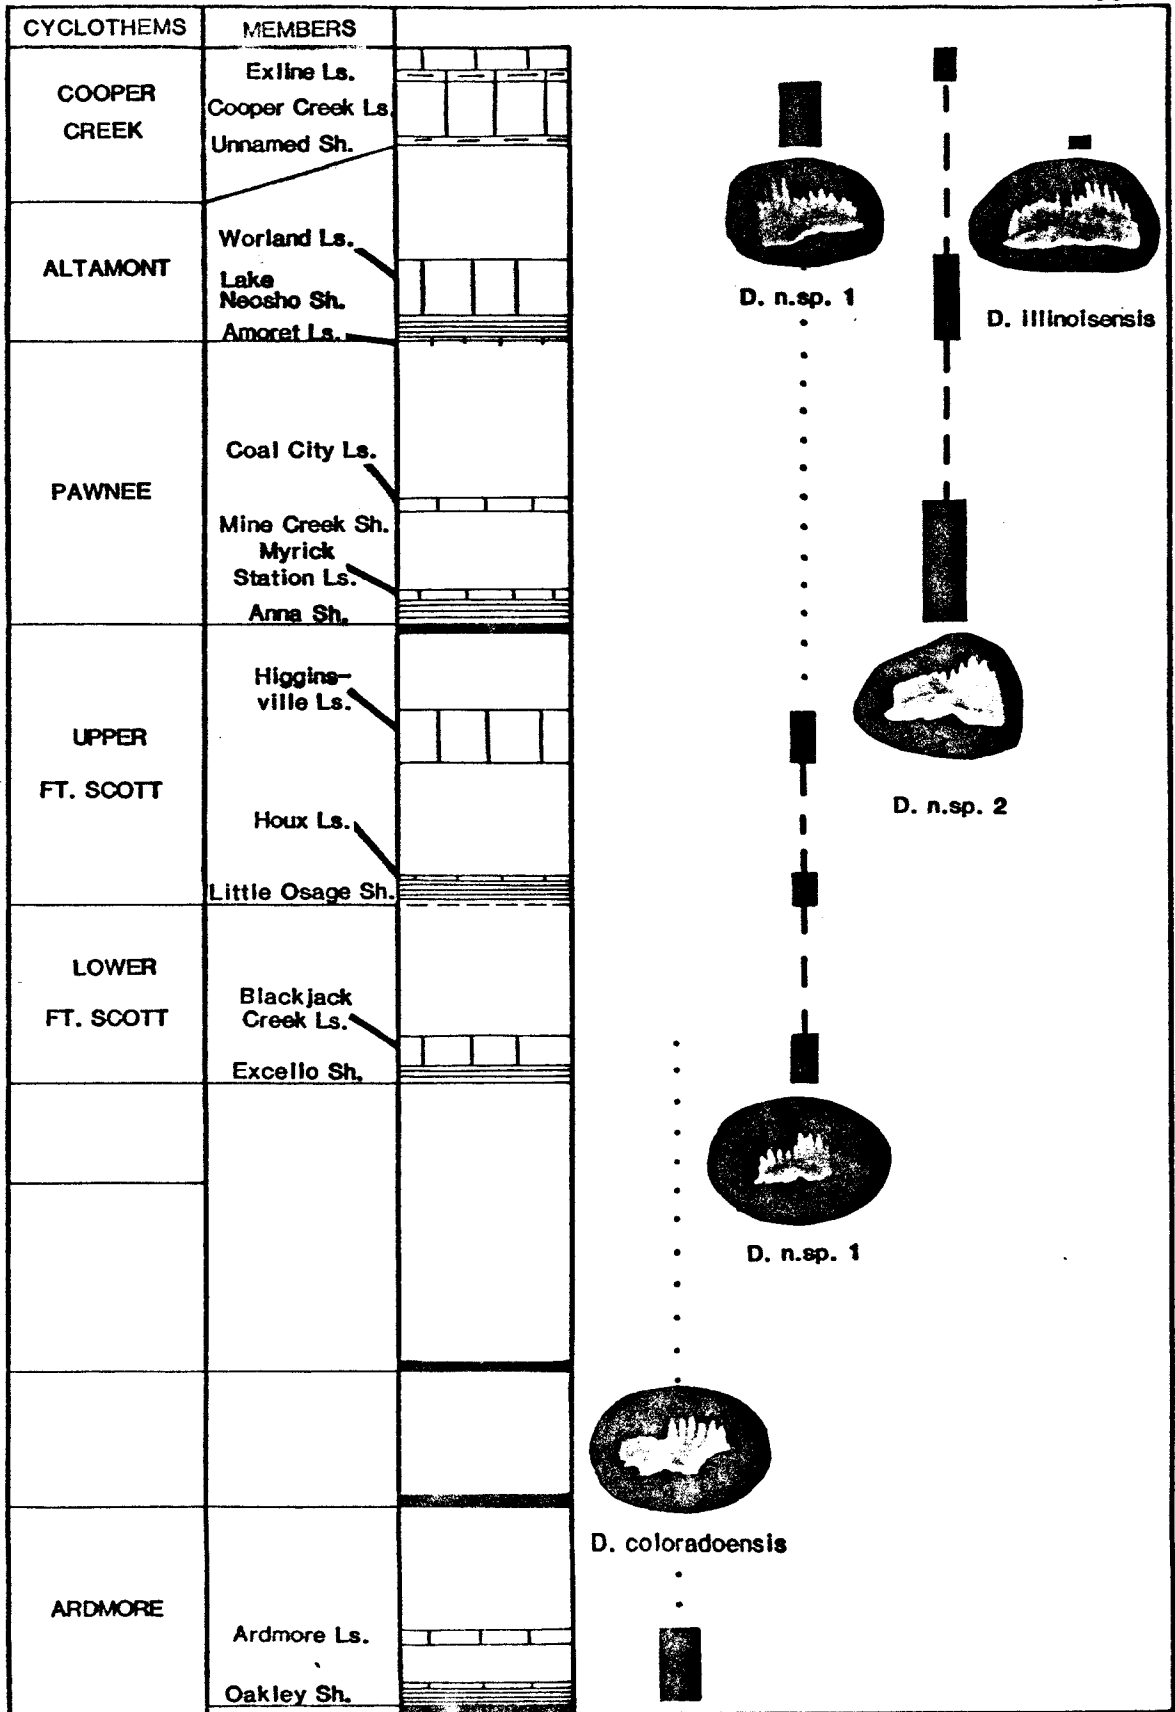 CYCLOTHEMS
MEMBERS
COOPER
CREEK
Exline Ls.
Cooper Creek Ls.
Unnamed Sh.
ALTAMONT
Worland Ls.
Lake
Neosho Sh.
Amoret Ls.
D. n.sp. 1
D. illinoisensis
PAWNEE
Coal City Ls.
Mine Creek Sh.
Myrick
Station Ls.
Anna Sh.
UPPER
FT. SCOTT
Higgins-
ville Ls.
Houx Ls.
Little Osage Sh.
D. n.sp. 2
LOWER
FT. SCOTT
Blackjack
Creek Ls.
Excello Sh.
D. n.sp. 1
D. coloradoensis
ARDMORE
Ardmore Ls.
Oakley Sh.